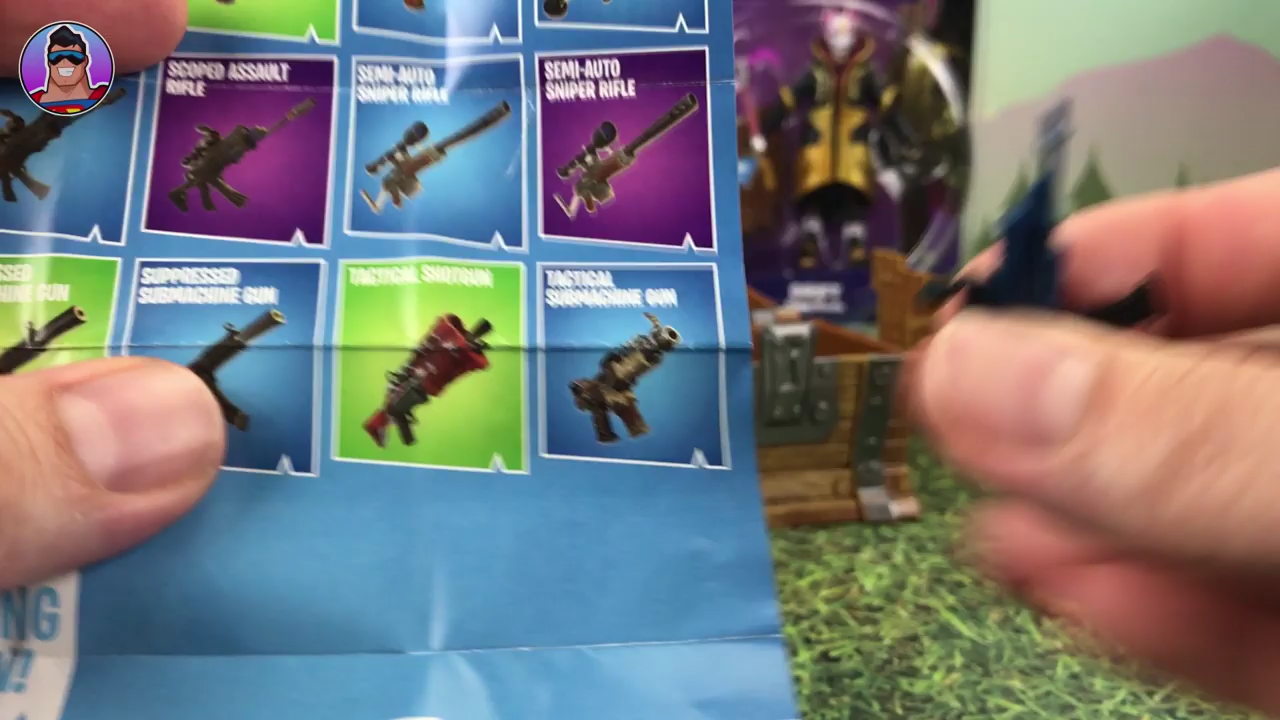 SCOPED ASSAULT
RIFLE
SEMI-AUTO
SNIPER RIFLE
SEMI-AUTO
SNIPER RIFLE
SUPPRESSED
SUBMACHINE GUN
TACTICAL SHOTGUN
TACTICAL
SUBMACHINE GUN